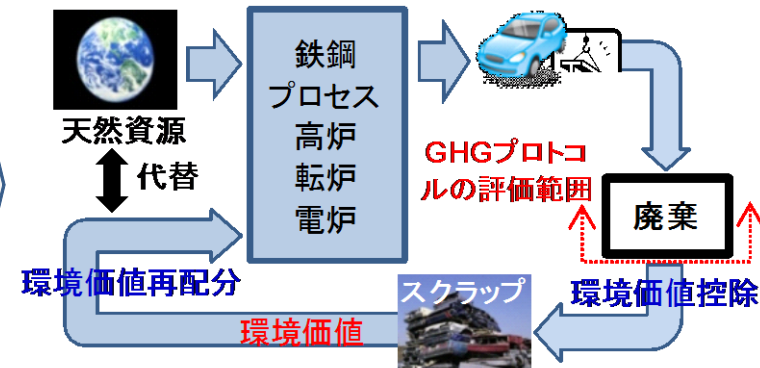 天然資源
代替
鉄鋼
プロセス
高炉
転炉
電炉
GHGプロトコ
ルの評価範囲
廃棄
環境価値再配分
環境価値
スクラップ
環境価値控除